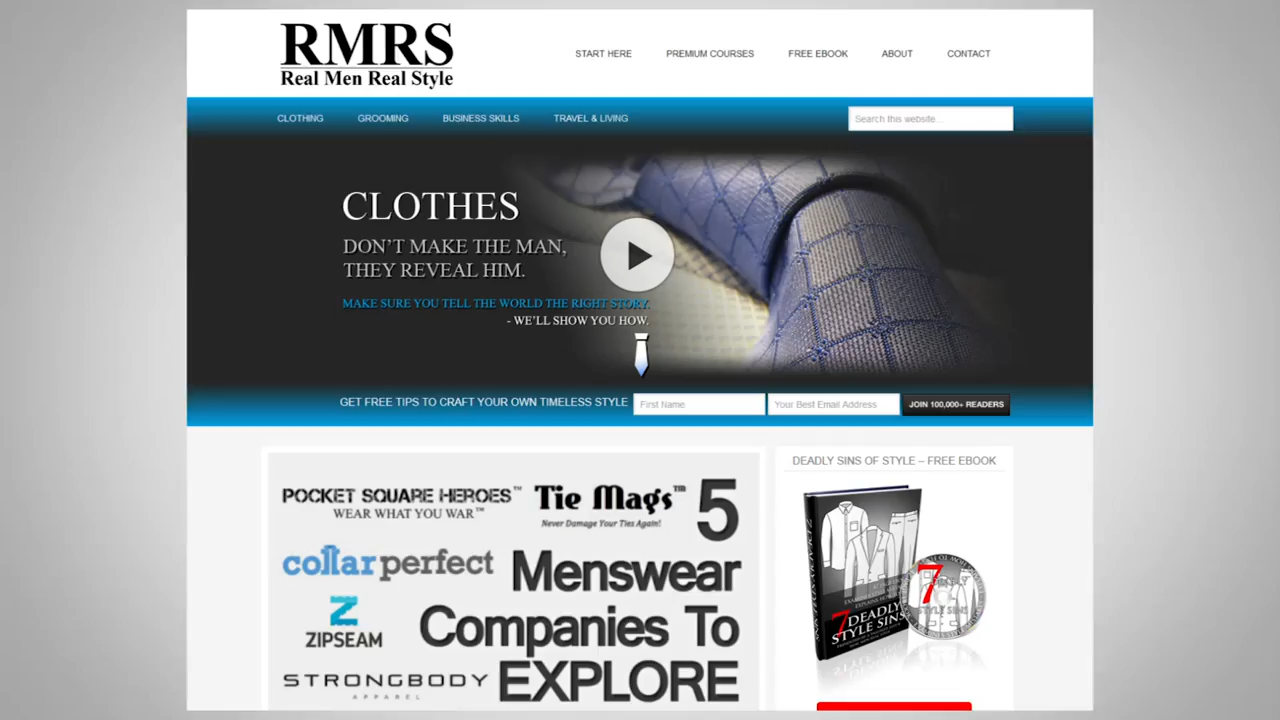 RMRS
Real Men Real Style
START HERE PREMIUM COURSES FREE EBOOK ABOUT CONTACT
CLOTHING GROOMING BUSINESS SKILLS TRAVEL & LIVING
Search this website...
CLOTHES
DON'T MAKE THE MAN,
THEY REVEAL HIM.
MAKE SURE YOU TELL THE WORLD THE RIGHT STORY.
- WE'LL SHOW YOU HOW.
GET FREE TIPS TO CRAFT YOUR OWN TIMELESS STYLE First Name Your Best Email Address JOIN 100,000+ READERS
POCKET SQUARE HEROES™
WEAR WHAT YOU WAR™
Tie Mags™
Never Damage Your Ties Again!
collar perfect
ZIPSEAM
STRONGBODY
APPAREL
5
Menswear
Companies To
EXPLORE
DEADLY SINS OF STYLE – FREE EBOOK
7 DEADLY
STYLE SINS
7
STYLE SINS